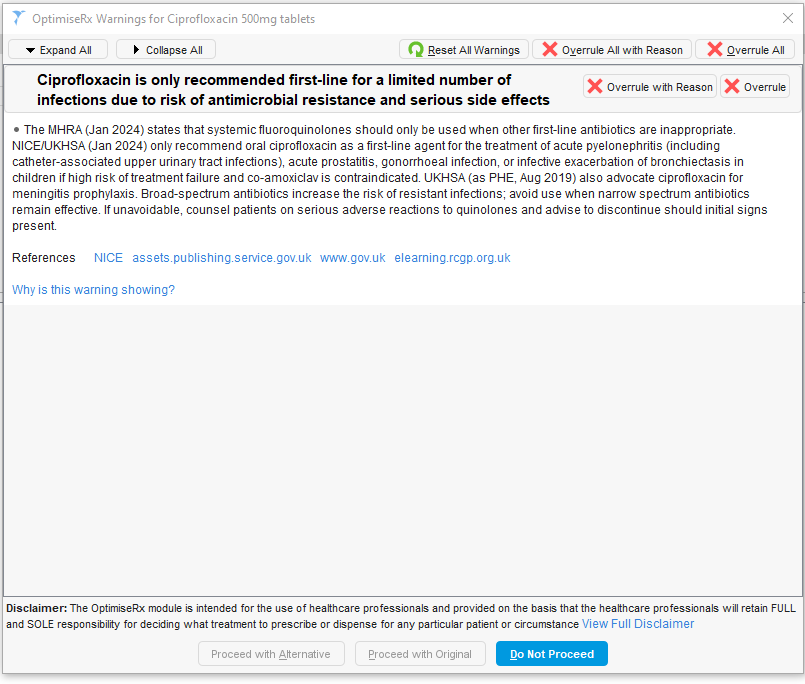 OptimiseRx Warnings for Ciprofloxacin 500mg tablets
Expand All
Collapse All
Reset All Warnings
Overrule All with Reason
Overrule All
Ciprofloxacin is only recommended first-line for a limited number of
infections due to risk of antimicrobial resistance and serious side effects
Overrule with Reason
Overrule
• The MHRA (Jan 2024) states that systemic fluoroquinolones should only be used when other first-line antibiotics are inappropriate.
NICE/UKHSA (Jan 2024) only recommend oral ciprofloxacin as a first-line agent for the treatment of acute pyelonephritis (including
catheter-associated upper urinary tract infections), acute prostatitis, gonorrhoeal infection, or infective exacerbation of bronchiectasis in
children if high risk of treatment failure and co-amoxiclav is contraindicated. UKHSA (as PHE, Aug 2019) also advocate ciprofloxacin for
meningitis prophylaxis. Broad-spectrum antibiotics increase the risk of resistant infections; avoid use when narrow spectrum antibiotics
remain effective. If unavoidable, counsel patients on serious adverse reactions to quinolones and advise to discontinue should initial signs
present.
References NICE assets.publishing.service.gov.uk www.gov.uk elearning.rcgp.org.uk
Why is this warning showing?
Disclaimer: The OptimiseRx module is intended for the use of healthcare professionals and provided on the basis that the healthcare professionals will retain FULL
and SOLE responsibility for deciding what treatment to prescribe or dispense for any particular patient or circumstance View Full Disclaimer
Proceed with Alternative
Proceed with Original
Do Not Proceed